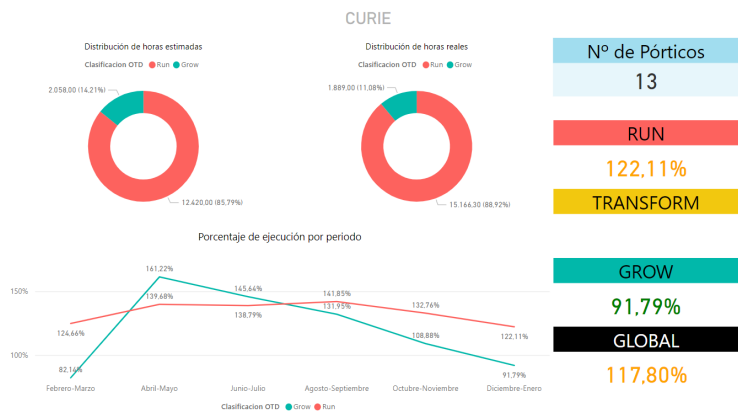 CURIE
Distribución de horas estimadas
Clasificacion OTD Run Grow
2.058,00 (14,21%)
12.420,00 (85,79%)
Distribución de horas reales
Clasificacion OTD Run Grow
1.889,00 (11,08%)
15.166,30 (88,92%)
Nº de Pórticos
13
RUN
122,11%
TRANSFORM
GROW
91,79%
GLOBAL
117,80%
Porcentaje de ejecución por periodo
150%
100%
161,22%
145,66%
141,85%
139,68%
138,79%
131,95%
132,76%
124,66%
122,11%
108,88%
82,14%
91,79%
Febrero-Marzo
Abril-Mayo
Junio-Julio
Agosto-Septiembre
Octubre-Noviembre
Diciembre-Enero
Clasificacion OTD Grow Run